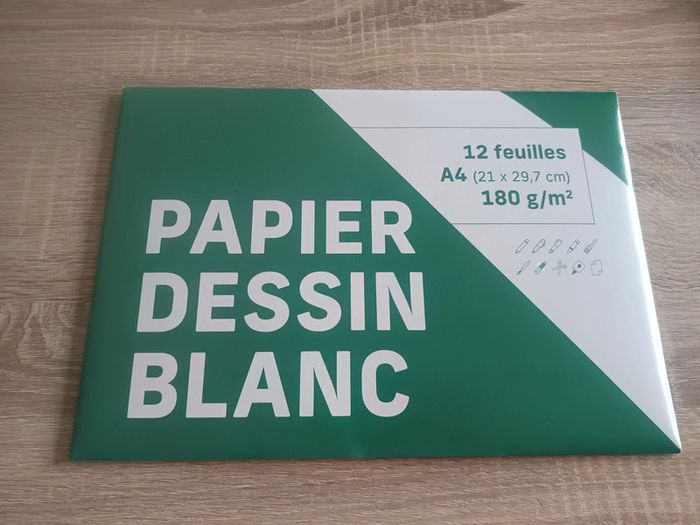 12 feuilles
A4 (21 x 29,7 cm)
180 g/m²
PAPIER
DESSIN
BLANC